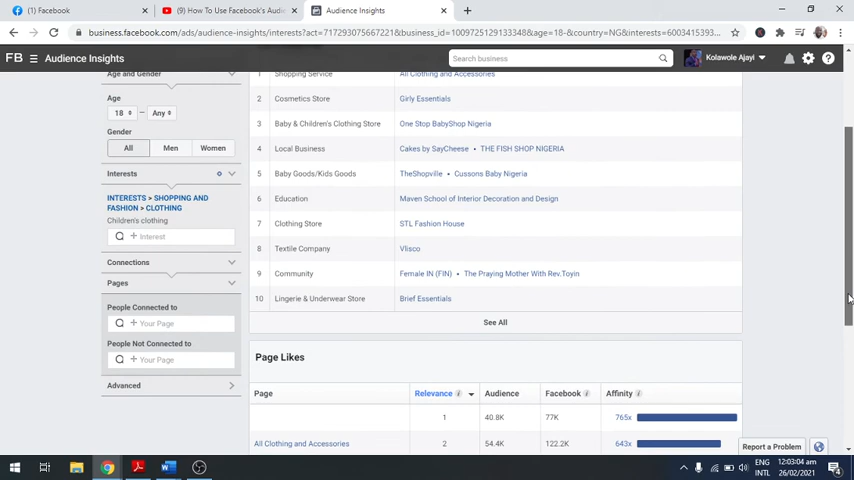 (1) Facebook
(9) How To Use Facebook's Audi
Audience Insights
business.facebook.com/ads/audience-insights/interests?act=717293075667221&business_id=1009725129133348&age=18-&country=NG&interests=6003415393...
FB
Audience Insights
Search business
Kolawole Ajayi
Age and Gender
Age
18
—
Any
Gender
All
Men
Women
Interests
INTERESTS > SHOPPING AND
FASHION > CLOTHING
Children's clothing
+ Interest
Connections
Pages
People Connected to
+ Your Page
People Not Connected to
+ Your Page
Advanced
1 Shopping Service All Clothing and Accessories
2 Cosmetics Store Girly Essentials
3 Baby & Children's Clothing Store One Stop BabyShop Nigeria
4 Local Business Cakes by SayCheese • THE FISH SHOP NIGERIA
5 Baby Goods/Kids Goods TheShopville • Cussons Baby Nigeria
6 Education Maven School of Interior Decoration and Design
7 Clothing Store STL Fashion House
8 Textile Company Vlisco
9 Community Female IN (FIN) • The Praying Mother With Rev.Toyin
10 Lingerie & Underwear Store Brief Essentials
See All
Page Likes
Page Relevance Audience Facebook Affinity
1 40.8K 77K 765x
All Clothing and Accessories 2 54.4K 122.2K 643x
Report a Problem
ENG
INTL
12:03:04 PM
26/02/2021
4